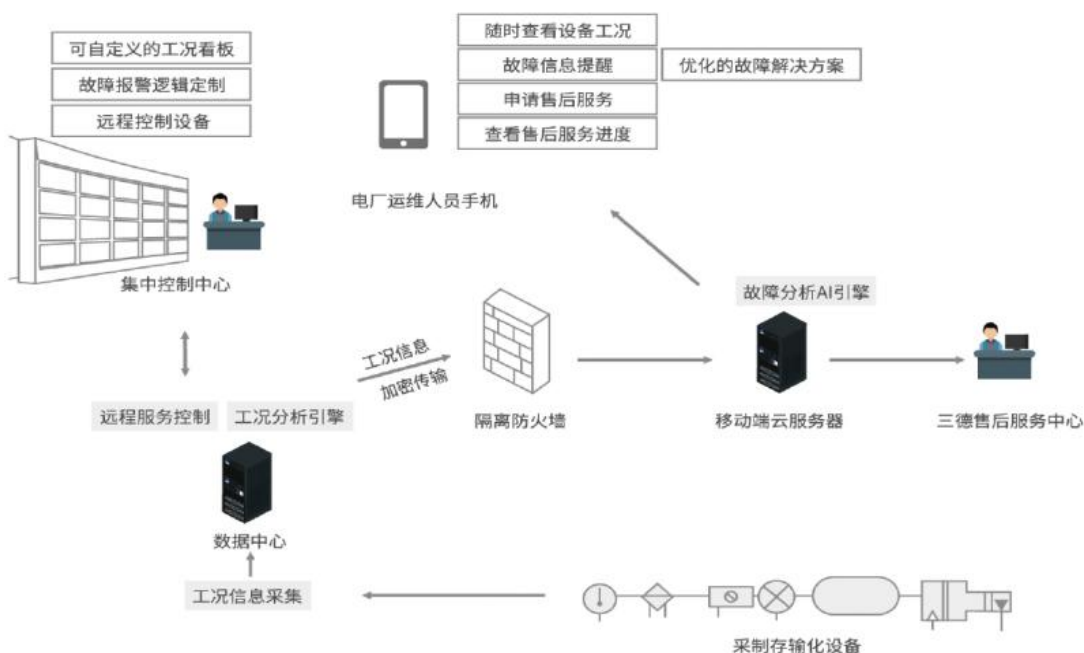 可自定义的工况看板
故障报警逻辑定制
远程控制设备
集中控制中心
随时查看设备工况
故障信息提醒
优化的故障解决方案
申请售后服务
查看售后服务进度
电厂运维人员手机
故障分析AI引擎
工况信息
加密传输
远程服务控制
工况分析引擎
隔离防火墙
移动端云服务器
三德售后服务中心
数据中心
工况信息采集
采制存输化设备